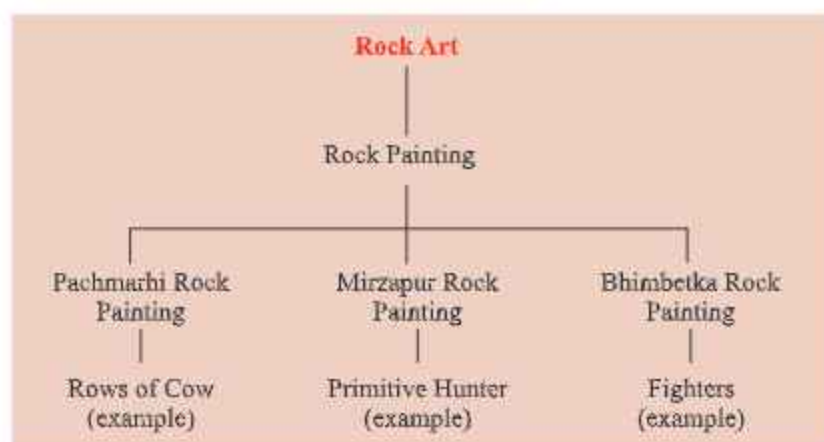 Rock Art
Rock Painting
Pachmarhi Rock
Painting
Mirzapur Rock
Painting
Bhimbetka Rock
Painting
Rows of Cow
(example)
Primitive Hunter
(example)
Fighters
(example)